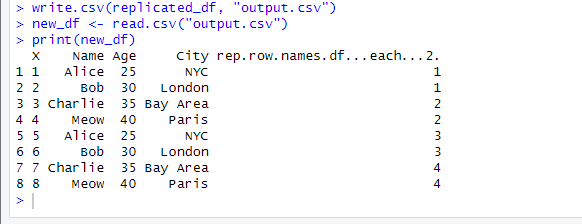 > write.csv(replicated_df, "output.csv")
> new_df <- read.csv("output.csv")
> print(new_df)
  X    Name Age     City rep.row.names.df...each...2.
1 1   Alice  25      NYC                            1
2 2     Bob  30   London                            1
3 3 Charlie  35 Bay Area                            2
4 4    Meow  40    Paris                            2
5 5   Alice  25      NYC                            3
6 6     Bob  30   London                            3
7 7 Charlie  35 Bay Area                            4
8 8    Meow  40    Paris                            4
>